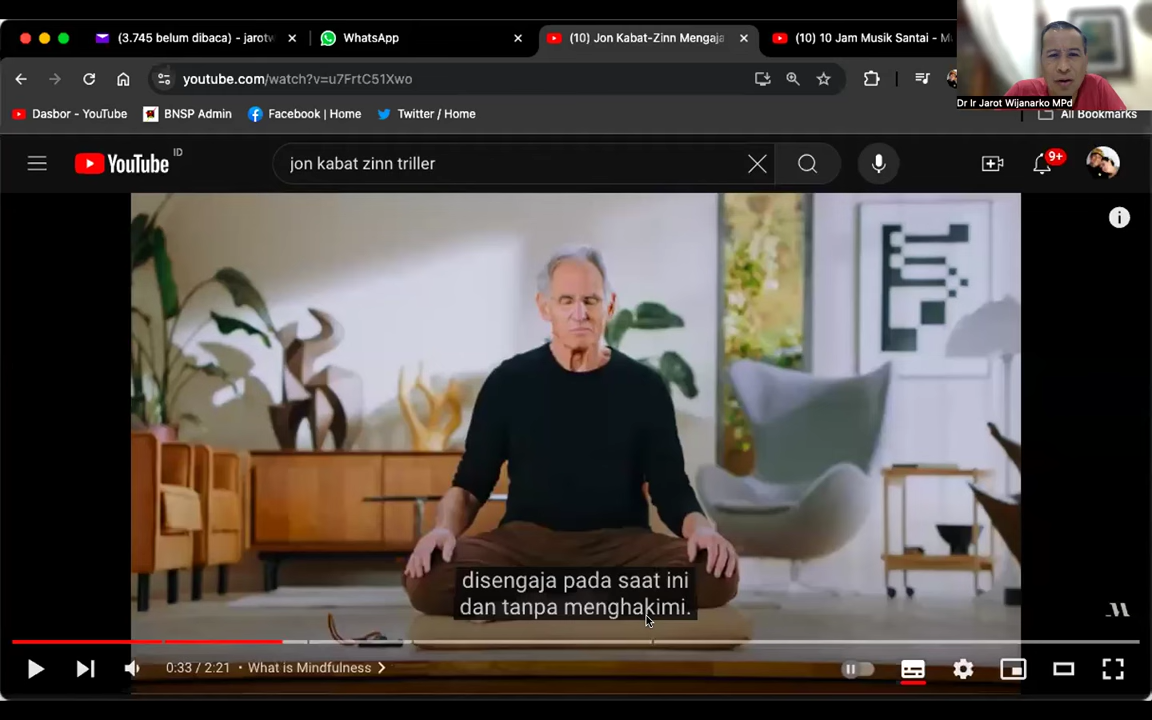 (3.745 belum dibaca) - jarotw
WhatsApp
(10) Jon Kabat-Zinn Mengaja
(10) 10 Jam Musik Santai - M
Dr Ir Jarot Wijanarko MPd
youtube.com/watch?v=u7FrtC51Xwo
Dasbor - YouTube
BNSP Admin
Facebook | Home
Twitter / Home
All Bookmarks
YouTube ID
jon kabat zinn triller
9+
disengaja pada saat ini
dan tanpa menghakimi.
0:33 / 2:21 • What is Mindfulness